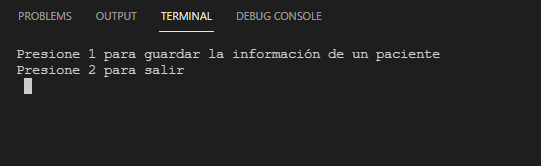 PROBLEMS OUTPUT TERMINAL DEBUG CONSOLE
Presione 1 para guardar la información de un paciente
Presione 2 para salir